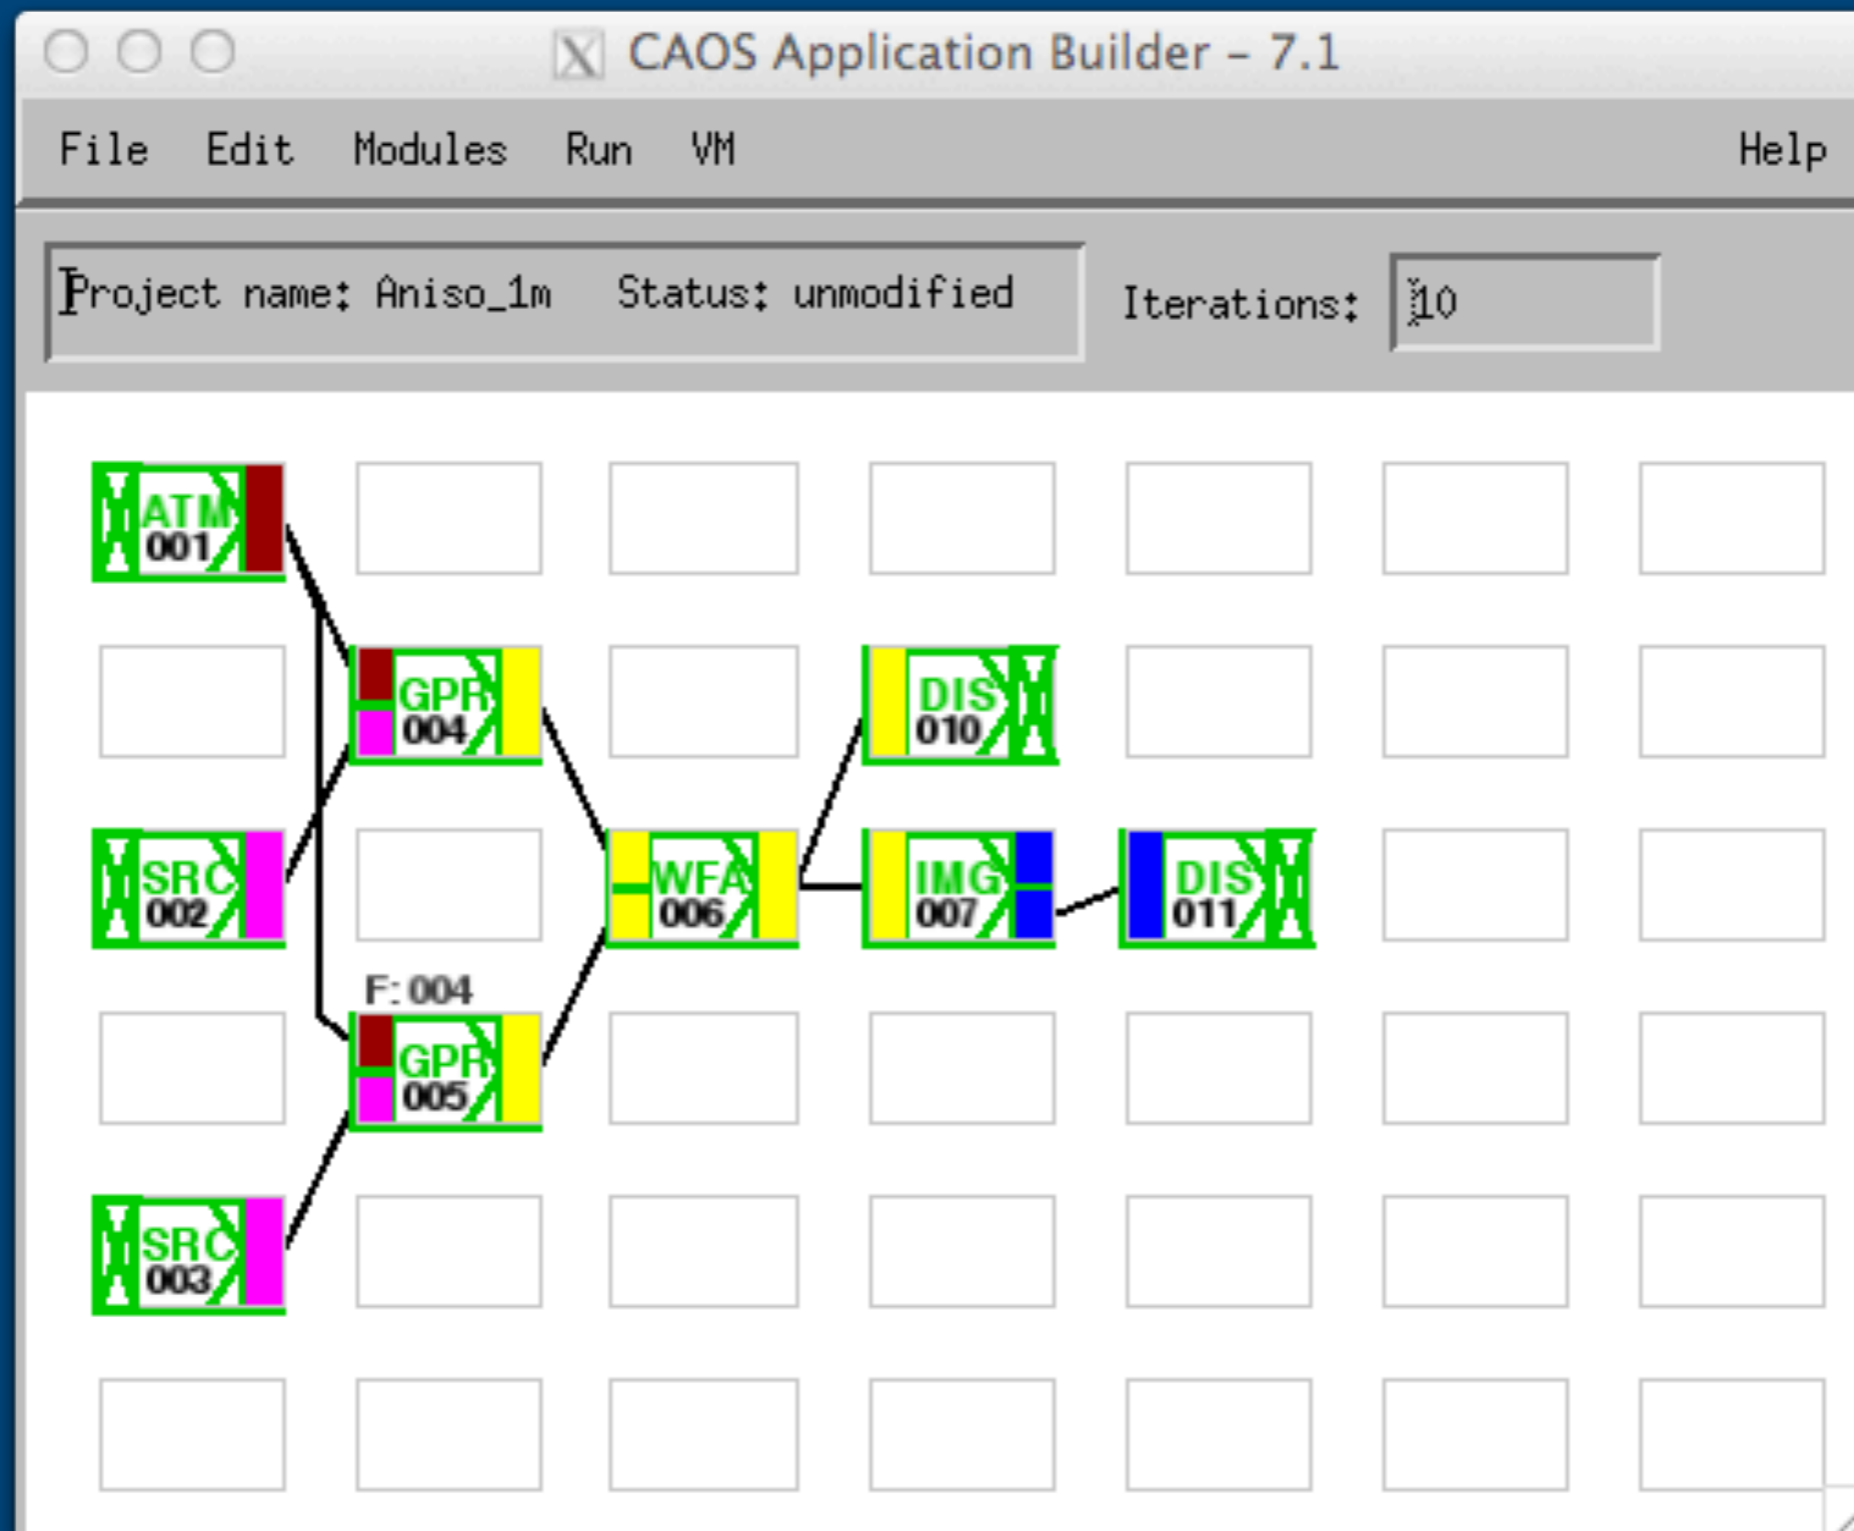 CAOS Application Builder – 7.1
File Edit Modules Run VM Help
Project name: Aniso_1m Status: unmodified Iterations: 10
ATM
001
GPR
004
DIS
010
SRC
002
WFA
006
IMG
007
DIS
011
F: 004
GPR
005
SRC
003